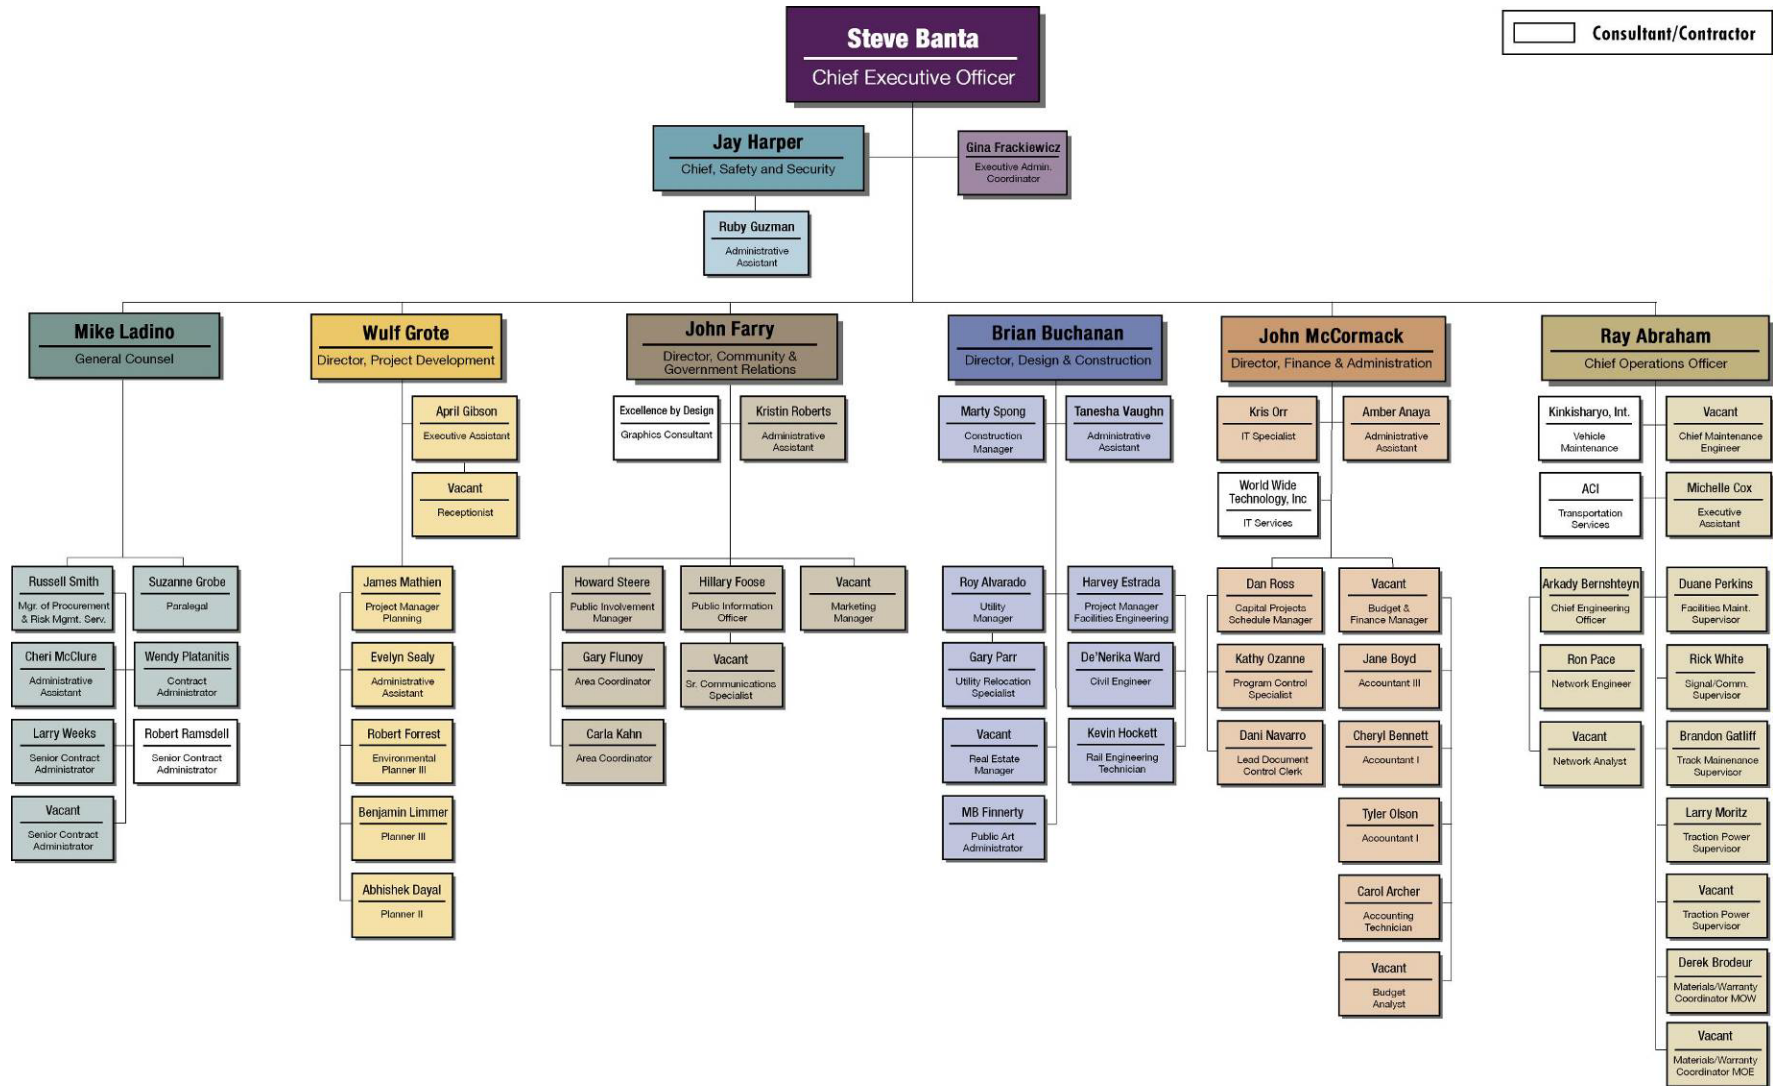 Steve Banta
Chief Executive Officer
Consultant/Contractor
Jay Harper
Chief, Safety and Security
Gina Frackiewicz
Executive Admin.
Coordinator
Ruby Guzman
Administrative
Assistant
Mike Ladino
General Counsel
Wulf Grote
Director, Project Development
John Farry
Director, Community &
Government Relations
Brian Buchanan
Director, Design & Construction
John McCormack
Director, Finance & Administration
Ray Abraham
Chief Operations Officer
April Gibson
Executive Assistant
Vacant
Receptionist
Excellence by Design
Graphics Consultant
Kristin Roberts
Administrative
Assistant
Marty Spong
Construction
Manager
Tanesha Vaughn
Administrative
Assistant
Kris Orr
IT Specialist
Amber Anaya
Administrative
Assistant
World Wide
Technology, Inc
IT Services
Kinkisharyo, Int.
Vehicle
Maintenance
Vacant
Chief Maintenance
Engineer
ACI
Transportation
Services
Michelle Cox
Executive
Assistant
Russell Smith
Mgr. of Procurement
& Risk Mgmt. Serv.
Suzanne Grobe
Paralegal
Cheri McClure
Administrative
Assistant
Wendy Platanitis
Contract
Administrator
Larry Weeks
Senior Contract
Administrator
Robert Ramsdell
Senior Contract
Administrator
Vacant
Senior Contract
Administrator
James Mathien
Project Manager
Planning
Evelyn Sealy
Administrative
Assistant
Robert Forrest
Environmental
Planner III
Benjamin Limmer
Planner III
Abhishek Dayal
Planner II
Howard Steere
Public Involvement
Manager
Gary Flunoy
Area Coordinator
Carla Kahn
Area Coordinator
Hillary Foose
Public Information
Officer
Vacant
Sr. Communications
Specialist
Vacant
Marketing
Manager
Roy Alvarado
Utility
Manager
Gary Parr
Utility Relocation
Specialist
Vacant
Real Estate
Manager
MB Finnerty
Public Art
Administrator
Harvey Estrada
Project Manager
Facilities Engineering
De'Nerika Ward
Civil Engineer
Kevin Hockett
Rail Engineering
Technician
Dan Ross
Capital Projects
Schedule Manager
Kathy Ozanne
Program Control
Specialist
Dani Navarro
Lead Document
Control Clerk
Vacant
Budget &
Finance Manager
Jane Boyd
Accountant III
Cheryl Bennett
Accountant I
Tyler Olson
Accountant I
Carol Archer
Accounting
Technician
Vacant
Budget
Analyst
Arkady Bernshteyn
Chief Engineering
Officer
Ron Pace
Network Engineer
Vacant
Network Analyst
Duane Perkins
Facilities Maint.
Supervisor
Rick White
Signal/Comm.
Supervisor
Brandon Gatliff
Track Mainenance
Supervisor
Larry Moritz
Traction Power
Supervisor
Vacant
Traction Power
Supervisor
Derek Brodeur
Materials/Warranty
Coordinator MOW
Vacant
Materials/Warranty
Coordinator MOE